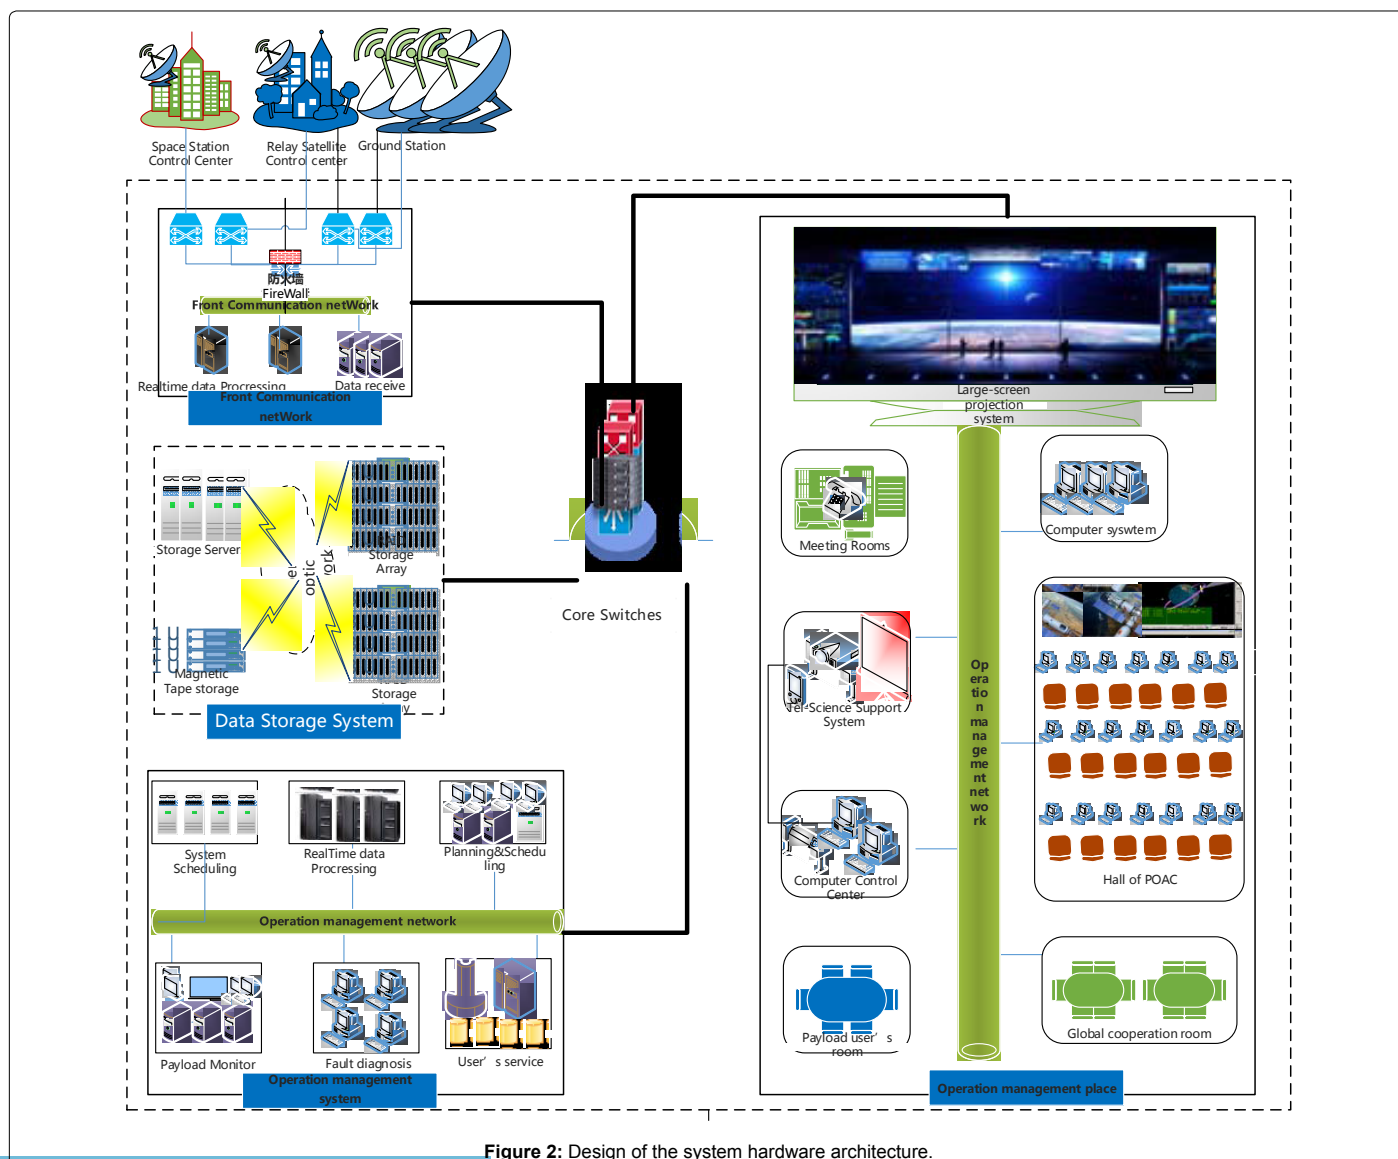 Space Station
Control Center
Relay Satellite
Control center
Ground Station
防火墙
FireWall
Front Communication netWork
Realtime data Procressing
Data receive
Front Communication
netWork
Storage Server
optic
Storage
Array
Magnetic
Tape storage
Storage
Data Storage System
Core Switches
System
Scheduling
RealTime data
Procressing
Planning&Schedu
ling
Operation management network
Payload Monitor
Fault diagnosis
User’s service
Operation management
system
Large-screen
projection
system
Meeting Rooms
Computer syswtem
Tel-Science Support
System
Op
era
tio
n
ma
na
ge
me
nt
net
wo
rk
Computer Control
Center
Hall of POAC
Payload user’s
room
Global cooperation room
Operation management place
Figure 2: Design of the system hardware architecture.